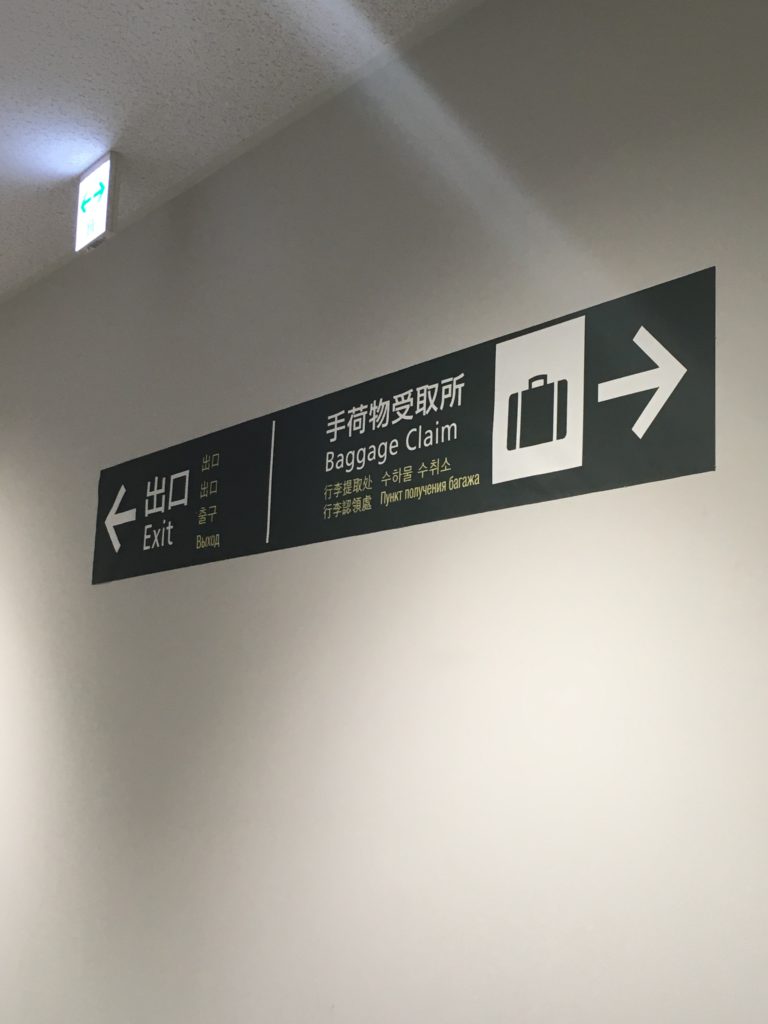 出口
Exit
出口
出口
출구
Выход
手荷物受取所
Baggage Claim
行李提取处 수하물 수취소
行李認領處 Пункт получения багажа